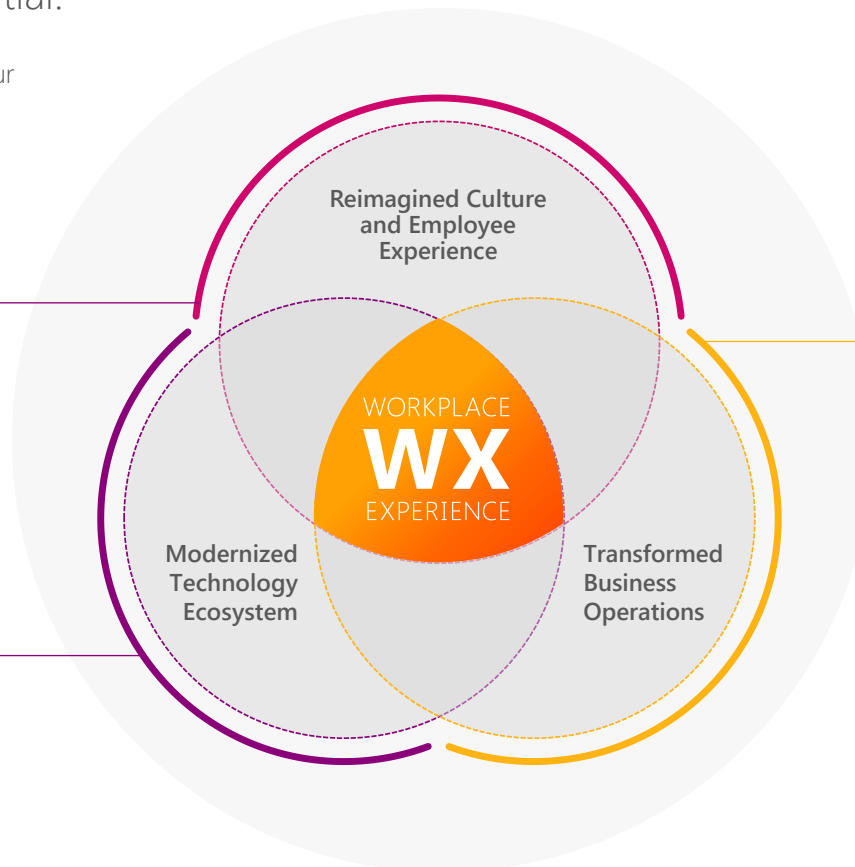 Reimagined Culture
and Employee
Experience
WORKPLACE
WX
EXPERIENCE
Modernized
Technology
Ecosystem
Transformed
Business
Operations